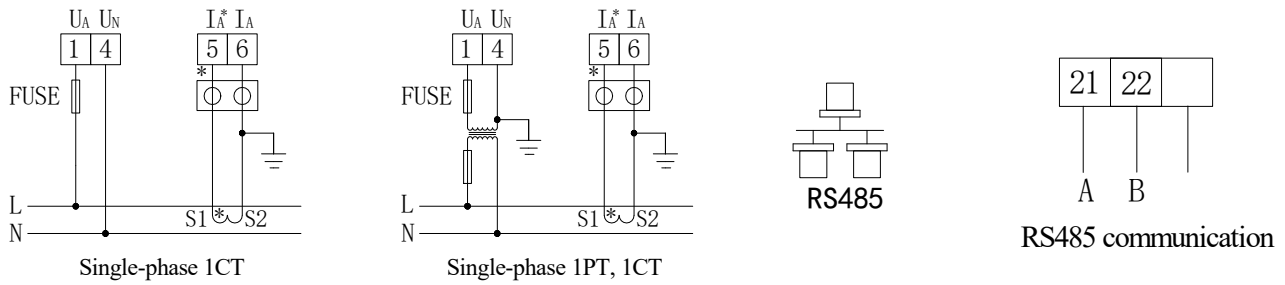 UA UN IA* IA
1 4 5 6
*
FUSE
L
S1 * S2
N
Single-phase 1CT
UA UN IA* IA
1 4 5 6
*
FUSE
L
S1 * S2
N
Single-phase 1PT, 1CT
RS485
21 22
A B
RS485 communication